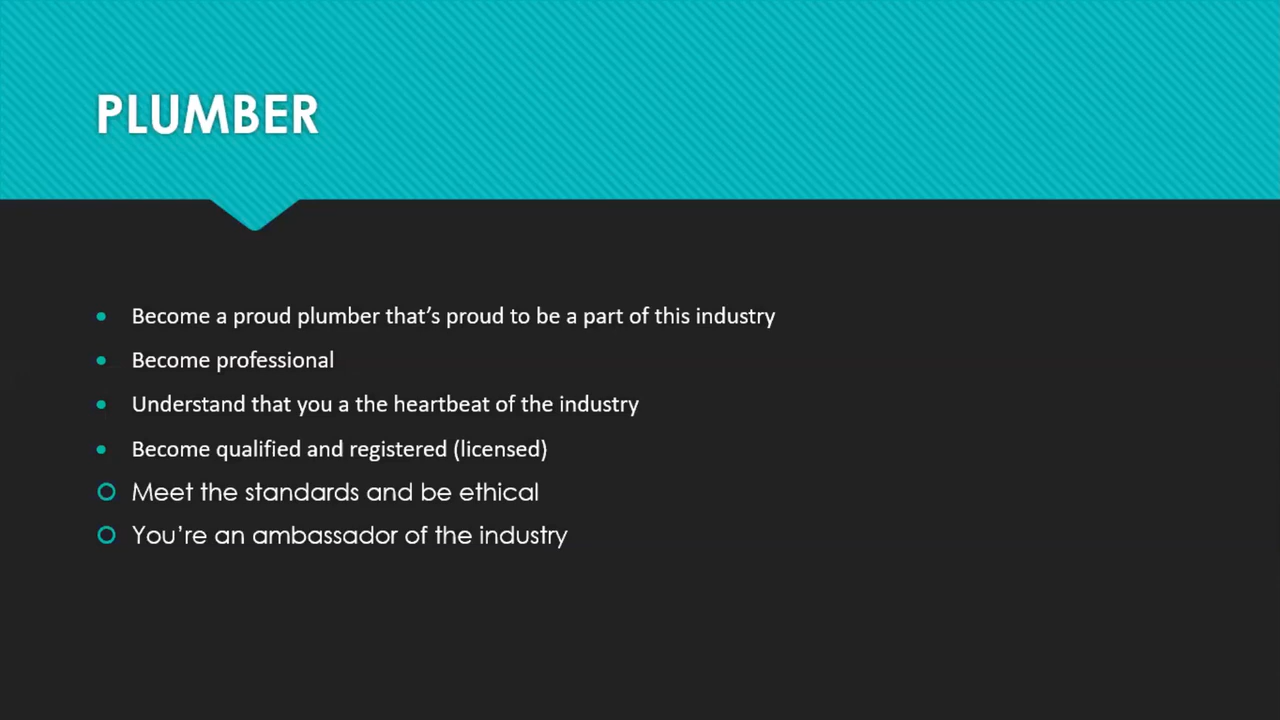 PLUMBER
Become a proud plumber that's proud to be a part of this industry
Become professional
Understand that you a the heartbeat of the industry
Become qualified and registered (licensed)
Meet the standards and be ethical
You're an ambassador of the industry